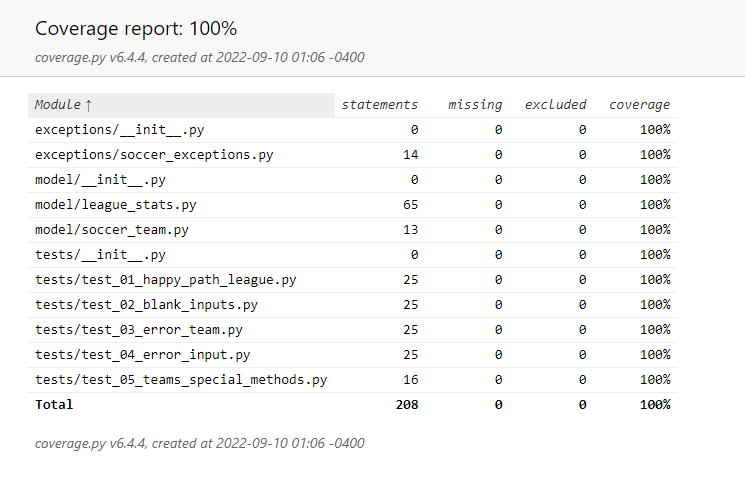 Coverage report: 100%
coverage.py v6.4.4, created at 2022-09-10 01:06 -0400
Module ↑ statements missing excluded coverage
exceptions/__init__.py 0 0 0 100%
exceptions/soccer_exceptions.py 14 0 0 100%
model/__init__.py 0 0 0 100%
model/league_stats.py 65 0 0 100%
model/soccer_team.py 13 0 0 100%
tests/__init__.py 0 0 0 100%
tests/test_01_happy_path_league.py 25 0 0 100%
tests/test_02_blank_inputs.py 25 0 0 100%
tests/test_03_error_team.py 25 0 0 100%
tests/test_04_error_input.py 25 0 0 100%
tests/test_05_teams_special_methods.py 16 0 0 100%
Total 208 0 0 100%
coverage.py v6.4.4, created at 2022-09-10 01:06 -0400